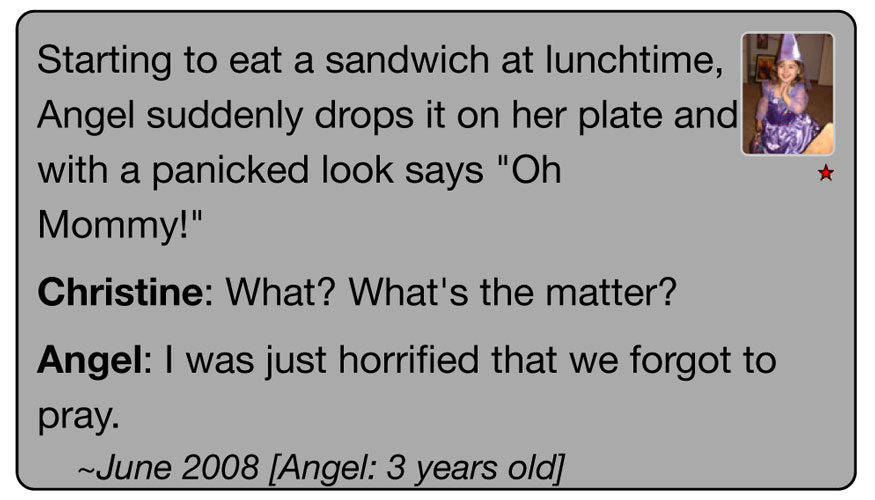 Starting to eat a sandwich at lunchtime,
Angel suddenly drops it on her plate and
with a panicked look says "Oh
Mommy!"
Christine: What? What's the matter?
Angel: I was just horrified that we forgot to
pray.
~June 2008 [Angel: 3 years old]